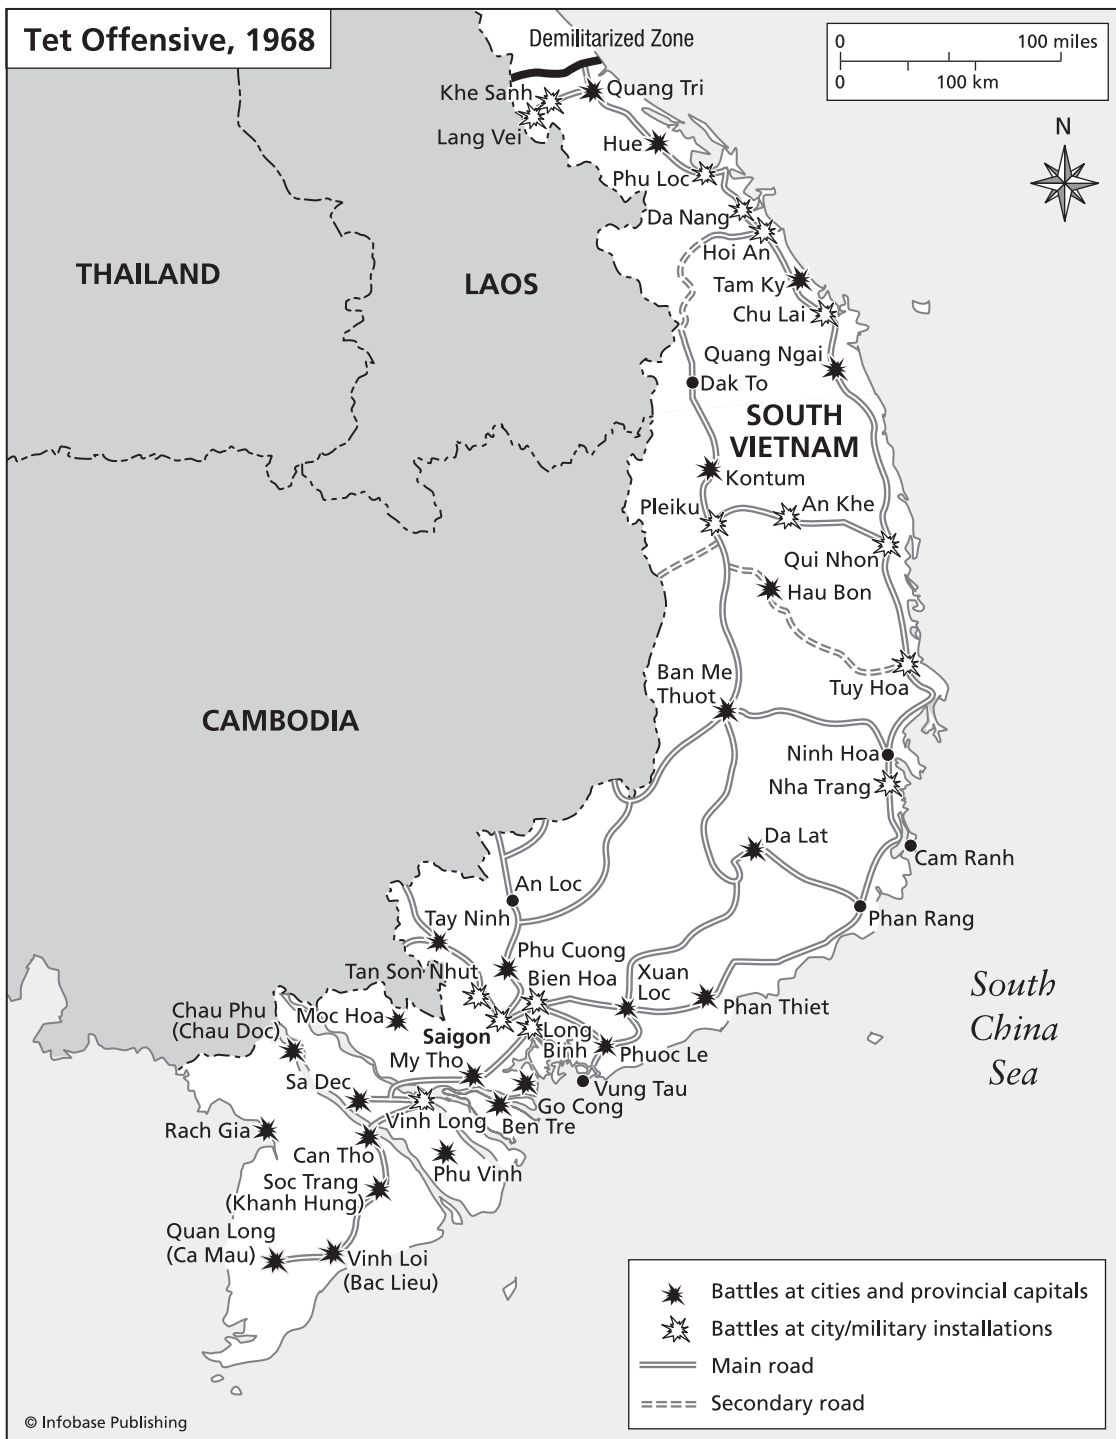 Tet Offensive, 1968
Demilitarized Zone
0 100 miles
0 100 km
N
Khe Sanh
Quang Tri
Lang Vei
Hue
Phu Loc
Da Nang
Hoi An
THAILAND
LAOS
Tam Ky
Chu Lai
Quang Ngai
Dak To
SOUTH
VIETNAM
Kontum
Pleiku
An Khe
Qui Nhon
Hau Bon
Ban Me
Thuot
Tuy Hoa
CAMBODIA
Ninh Hoa
Nha Trang
Da Lat
Cam Ranh
An Loc
Phan Rang
Tay Ninh
Phu Cuong
Tan Son Nhut
Bien Hoa
Xuan
Loc
Phan Thiet
South
China
Sea
Chau Phu
(Chau Doc)
Moc Hoa
Saigon
Long
Binh
Phuoc Le
My Tho
Sa Dec
Vung Tau
Go Cong
Vinh Long
Ben Tre
Rach Gia
Can Tho
Phu Vinh
Soc Trang
(Khanh Hung)
Quan Long
(Ca Mau)
Vinh Loi
(Bac Lieu)
Battles at cities and provincial capitals
Battles at city/military installations
Main road
Secondary road
© Infobase Publishing